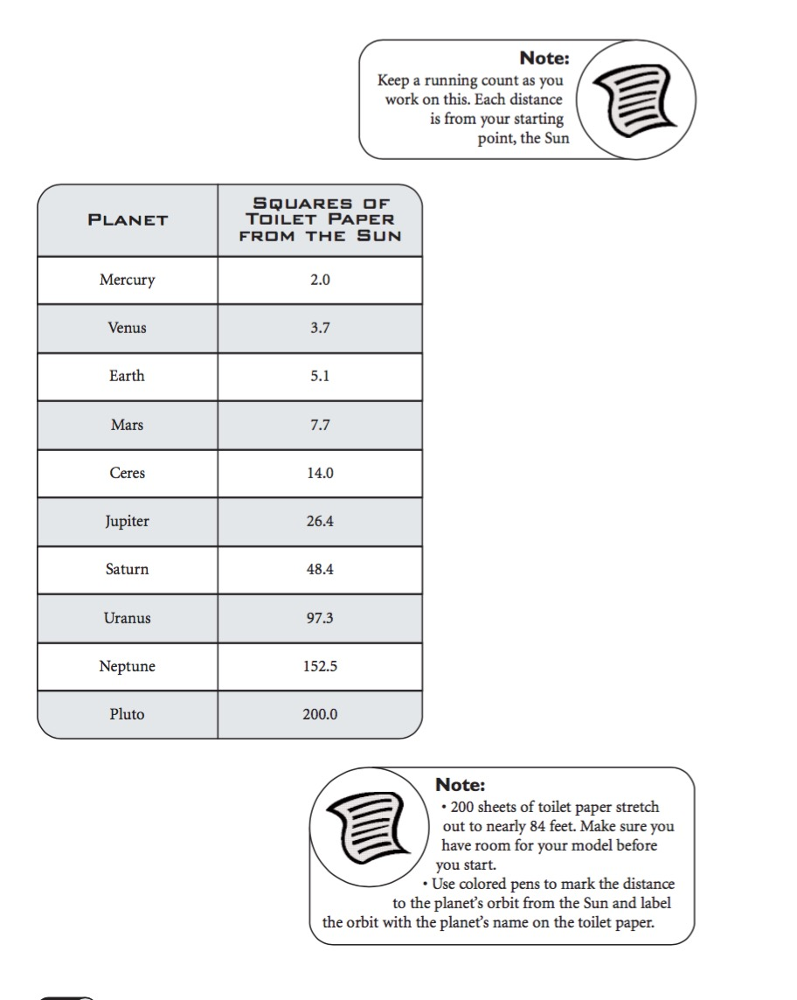 Note:
Keep a running count as you
work on this. Each distance
is from your starting
point, the Sun
Planet
Squares of
Toilet Paper
from the Sun
Mercury 2.0
Venus 3.7
Earth 5.1
Mars 7.7
Ceres 14.0
Jupiter 26.4
Saturn 48.4
Uranus 97.3
Neptune 152.5
Pluto 200.0
Note:
• 200 sheets of toilet paper stretch
out to nearly 84 feet. Make sure you
have room for your model before
you start.
• Use colored pens to mark the distance
to the planet’s orbit from the Sun and label
the orbit with the planet’s name on the toilet paper.